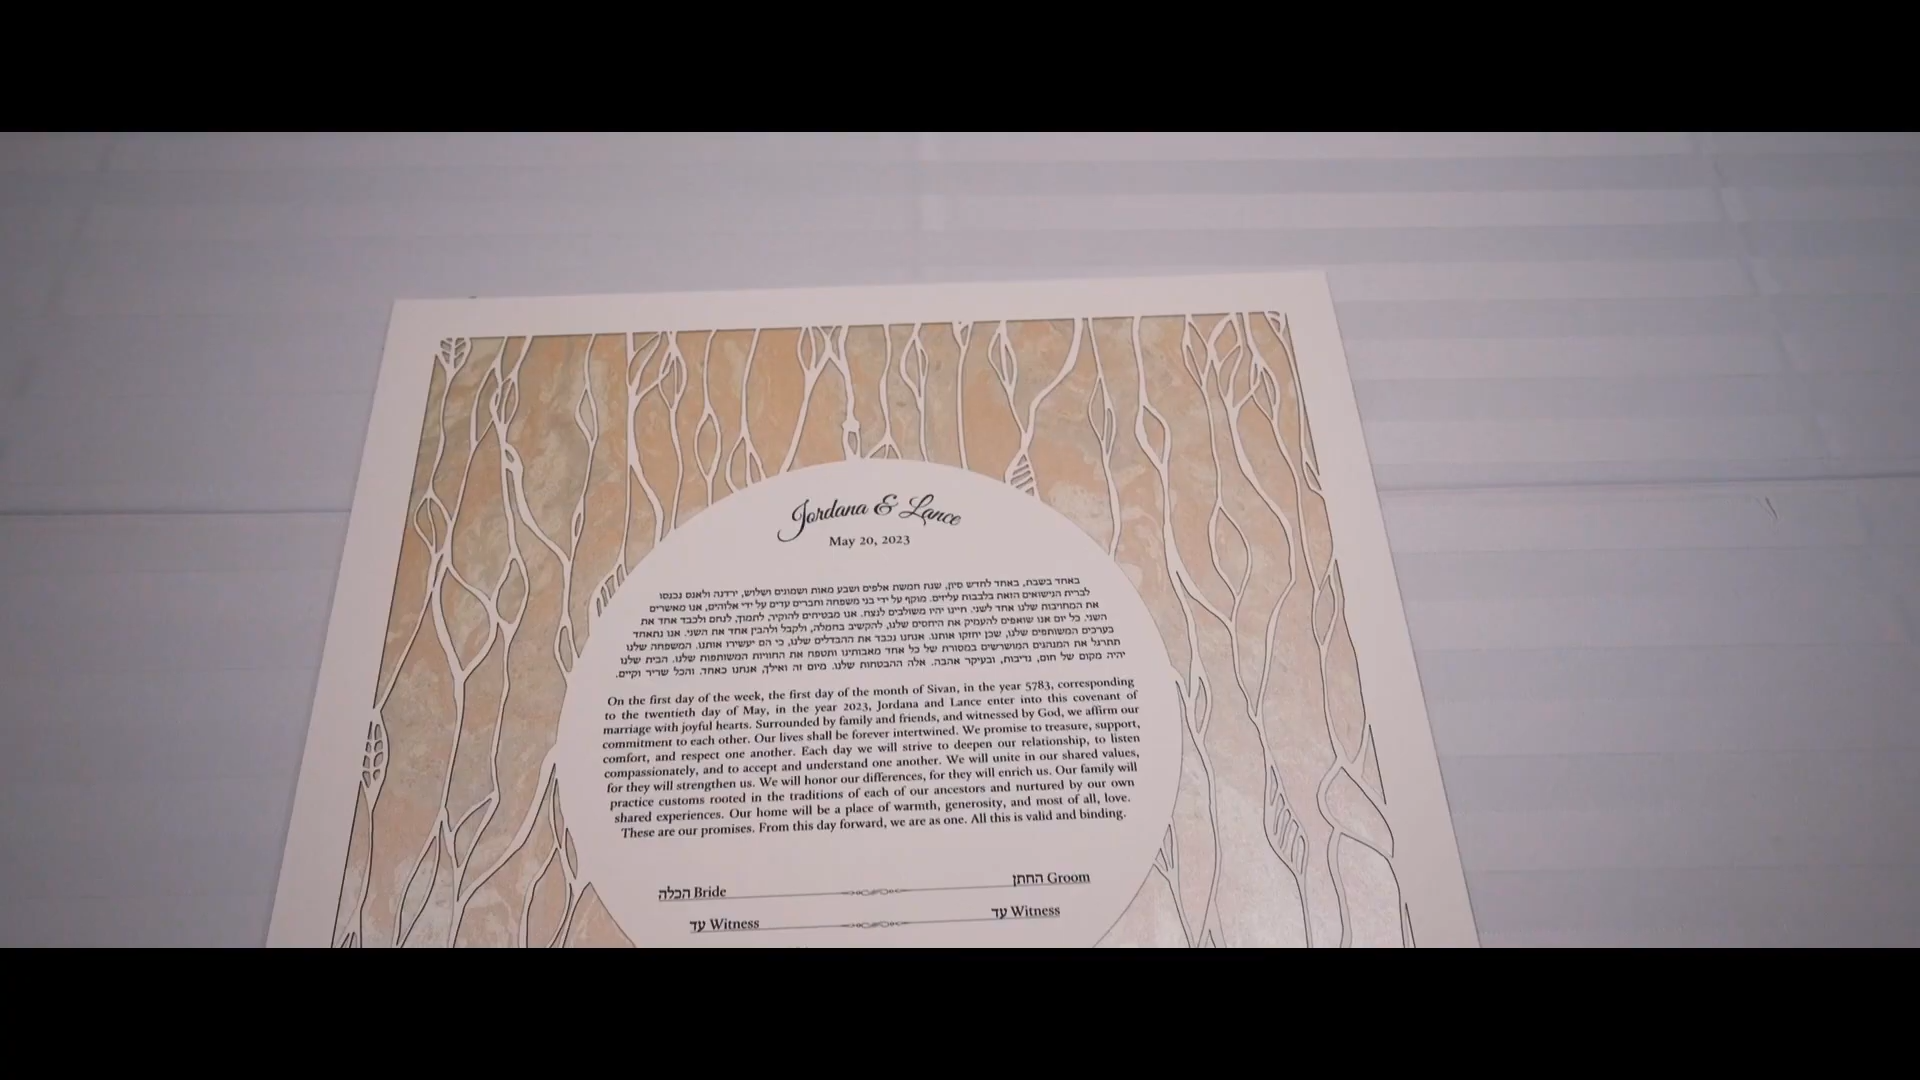 Jordana & Lance
May 20, 2023
באחד בשבת, באחד לחדש סיון, שנת חמשת אלפים ושבע מאות ושמונים ושלוש, ירדנה ולאנס נכנסו
לברית הנישואים הזאת בלבבות עליזים. מוקף על ידי בני משפחה וחברים עדים על ידי אלוהים, אנו מאשרים
את המחויבות שלנו אחד לשני. חיינו יהיו משולבים לנצח. אנו מבטיחים להוקיר, לתמוך, לנחם ולכבד אחד את
השני. כל יום אנו שואפים להעמיק את היחסים שלנו, להקשיב בחמלה, ולקבל ולהבין אחד את השני. אנו נתאחד
בערכים המשותפים שלנו, שכן יחזקו אותנו. אנחנו נכבד את ההבדלים שלנו, כי הם יעשירו אותנו. המשפחה שלנו
תתרגל את המנהגים המושרשים במסורת של כל אחד מאבותינו ותטפח את החוויות המשותפות שלנו. הבית שלנו
יהיה מקום של חום, נדיבות, ובעיקר אהבה. אלה ההבטחות שלנו. מיום זה ואילך, אנחנו כאחד. והכל שריר וקיים.
On the first day of the week, the first day of the month of Sivan, in the year 5783, corresponding
to the twentieth day of May, in the year 2023, Jordana and Lance enter into this covenant of
marriage with joyful hearts. Surrounded by family and friends, and witnessed by God, we affirm our
commitment to each other. Our lives shall be forever intertwined. We promise to treasure, support,
comfort, and respect one another. Each day we will strive to deepen our relationship, to listen
compassionately, and to accept and understand one another. We will unite in our shared values,
for they will strengthen us. We will honor our differences, for they will enrich us. Our family will
practice customs rooted in the traditions of each of our ancestors and nurtured by our own
shared experiences. Our home will be a place of warmth, generosity, and most of all, love.
These are our promises. From this day forward, we are as one. All this is valid and binding.
הכלה Bride החתן Groom
עד Witness עד Witness